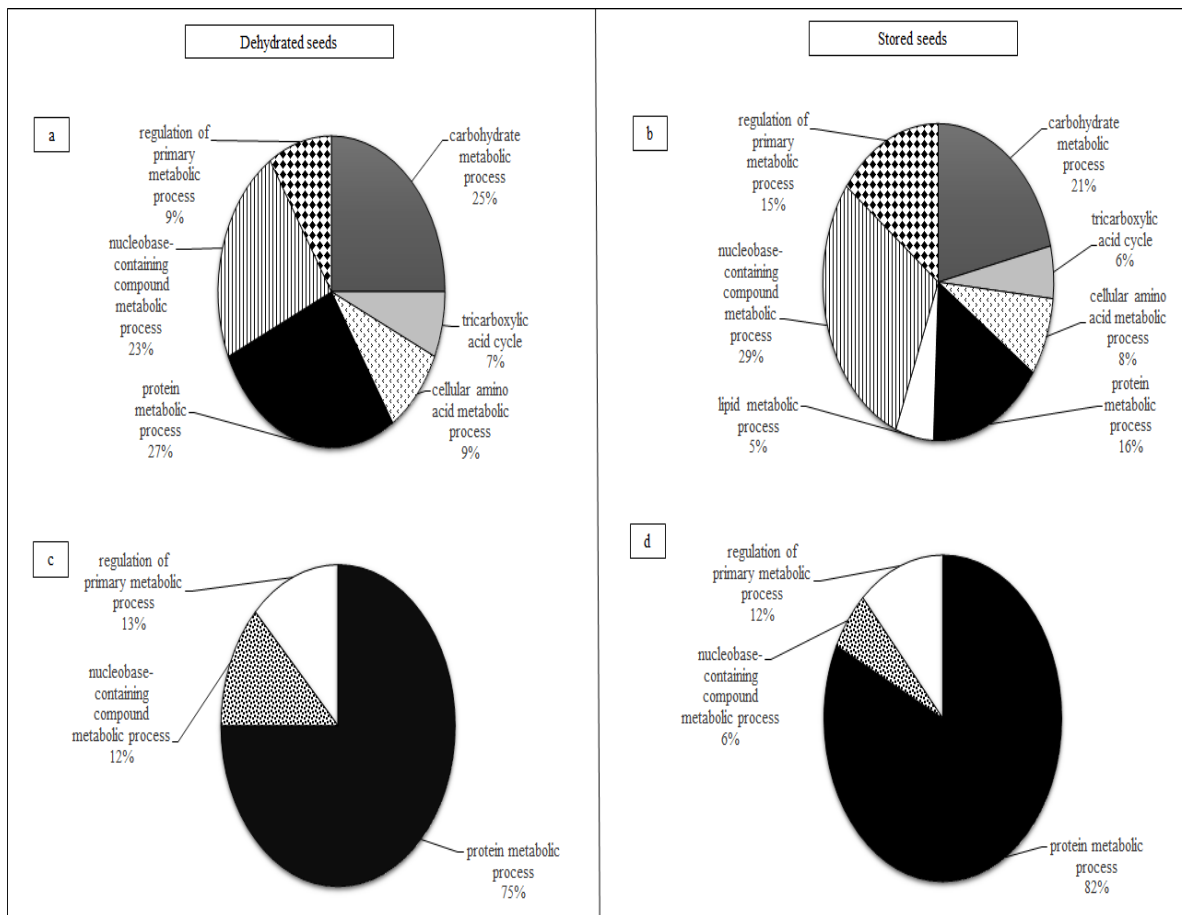 Dehydrated seeds
Stored seeds
a
regulation of
primary
metabolic
process
9%
carbohydrate
metabolic
process
25%
nucleobase-
containing
compound
metabolic
process
23%
tricarboxylic
acid cycle
7%
protein
metabolic
process
27%
cellular amino
acid metabolic
process
9%
b
regulation of
primary
metabolic
process
15%
carbohydrate
metabolic
process
21%
tricarboxylic
acid cycle
6%
nucleobase-
containing
compound
metabolic
process
29%
cellular amino
acid metabolic
process
8%
lipid metabolic
process
5%
protein
metabolic
process
16%
c
regulation of
primary metabolic
process
13%
nucleobase-
containing
compound
metabolic process
12%
protein metabolic
process
75%
d
regulation of
primary metabolic
process
12%
nucleobase-
containing
compound
metabolic process
6%
protein metabolic
process
82%